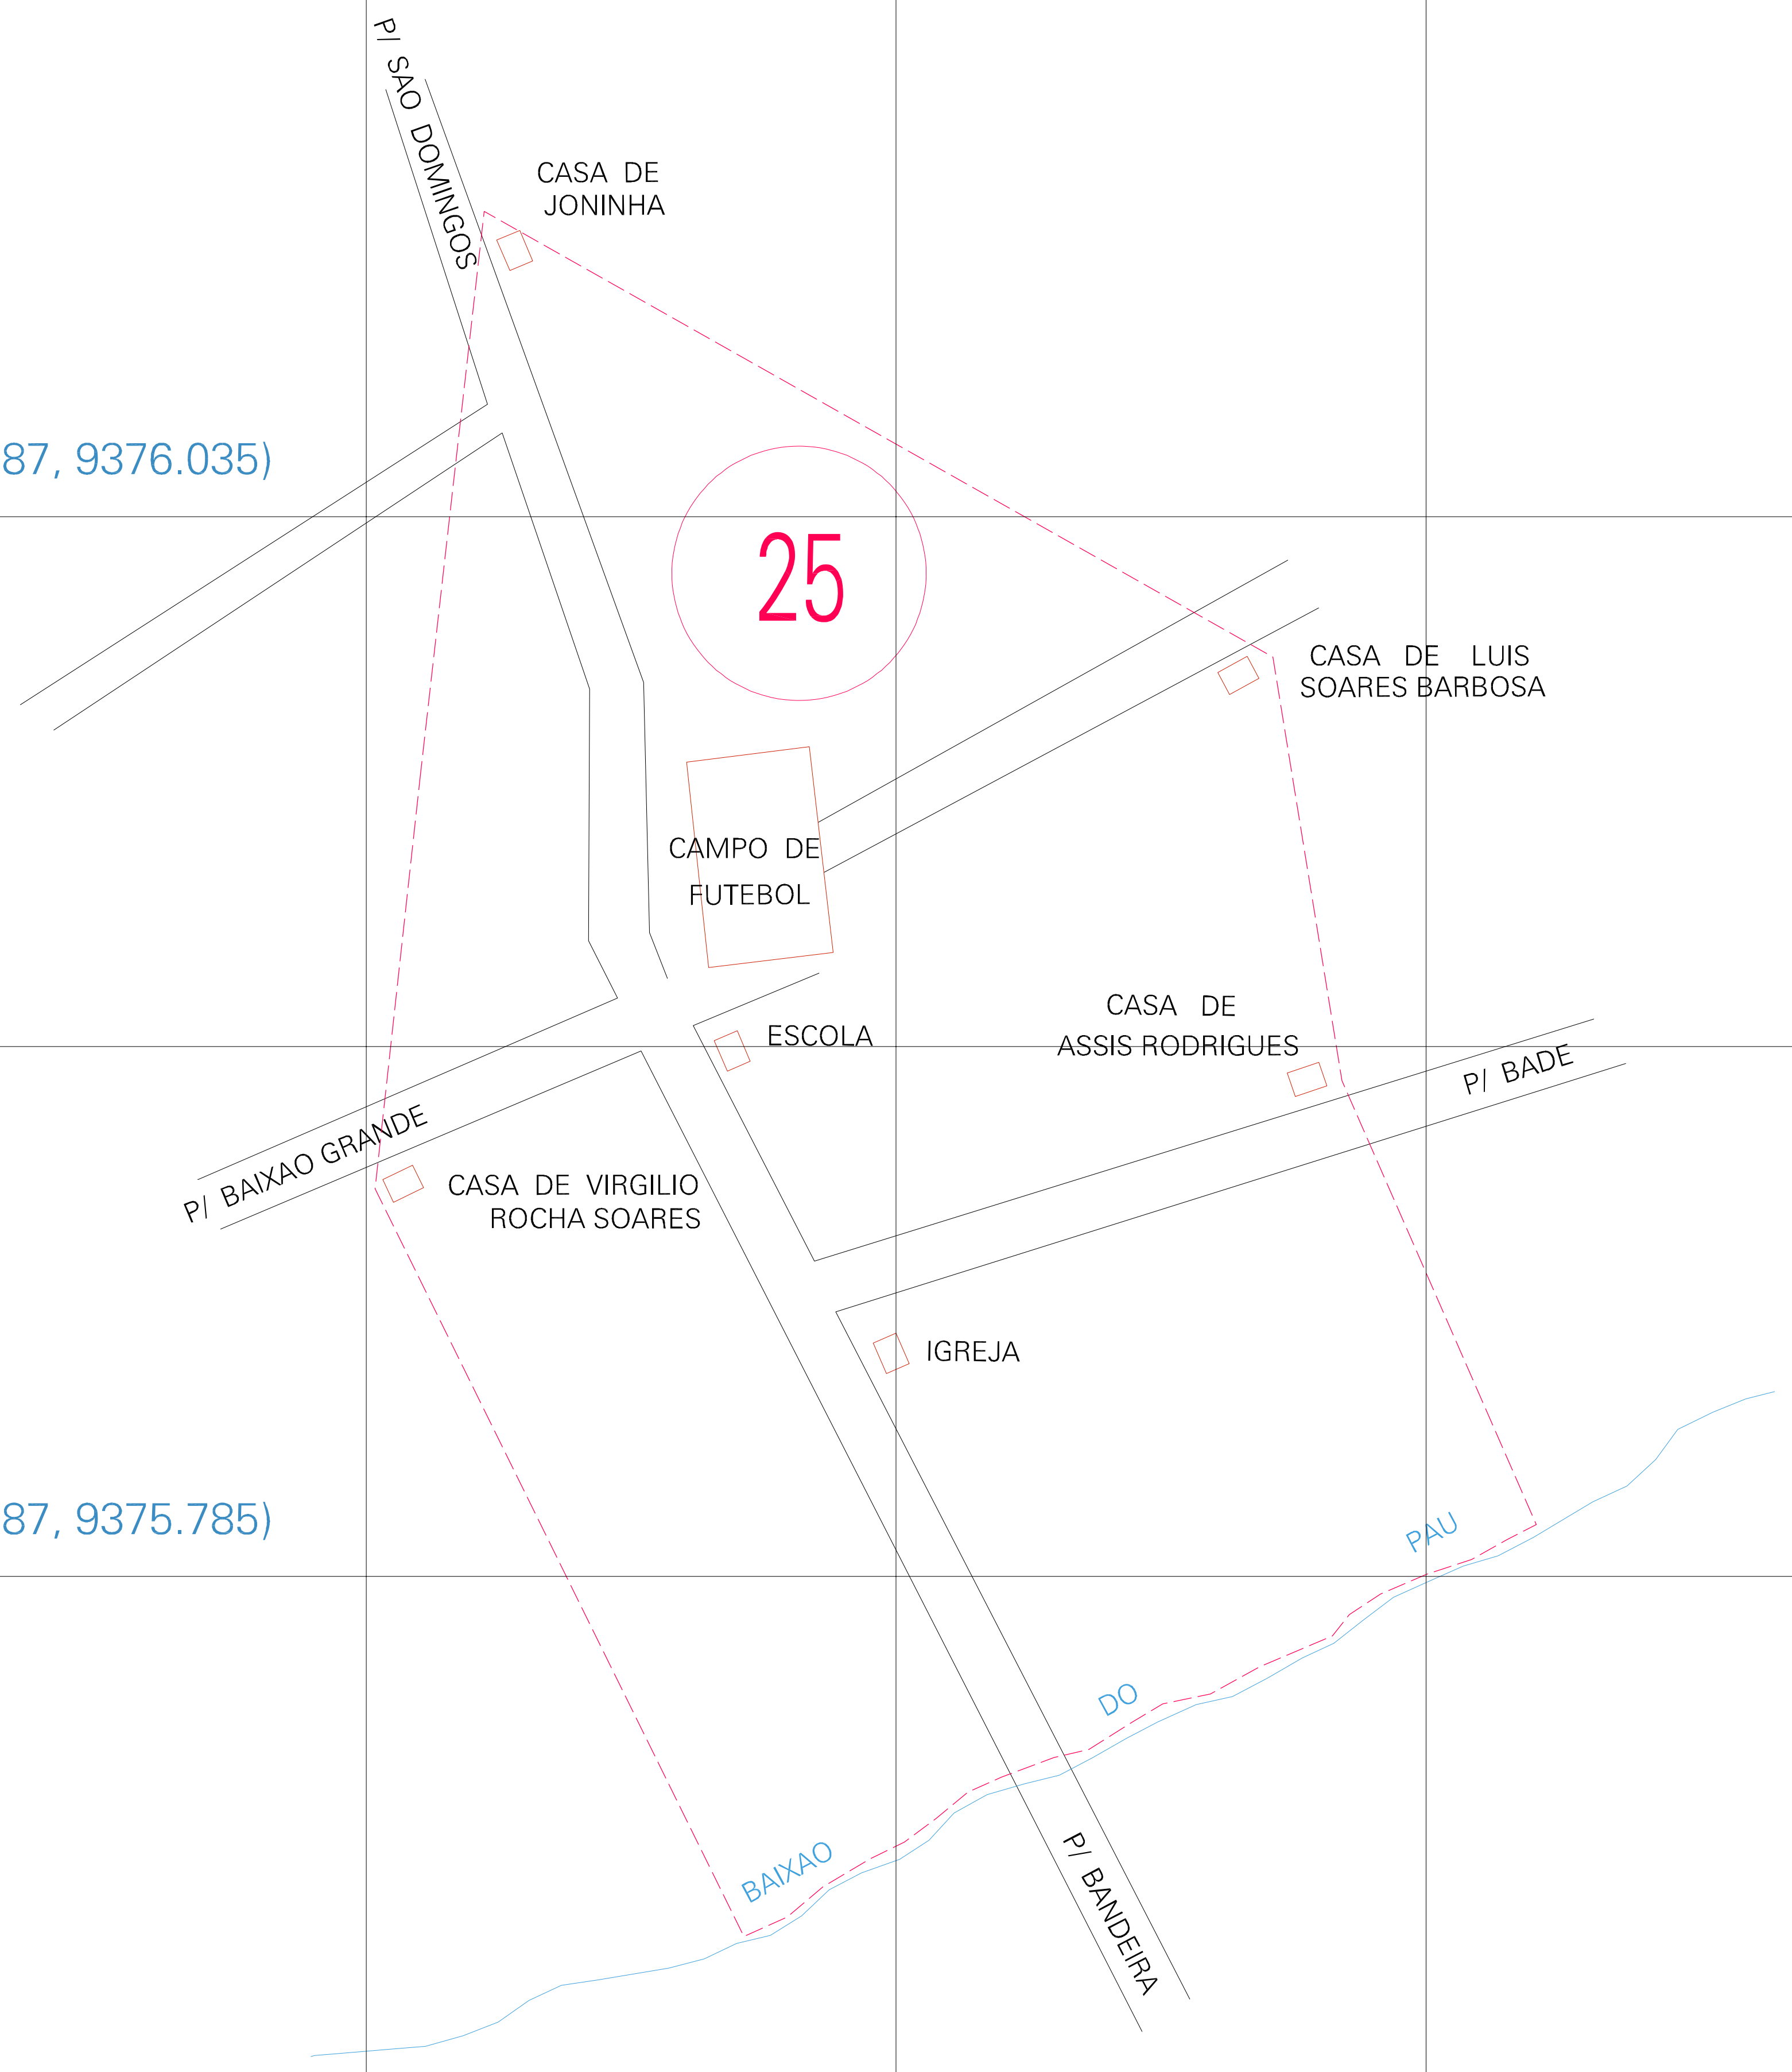 P/ SAO DOMINGOS
CASA DE
JONINHA
87, 9376.035)
25
CASA DE LUIS
SOARES BARBOSA
CAMPO DE
FUTEBOL
CASA DE
ASSIS RODRIGUES
ESCOLA
P/ BADE
P/ BAIXAO GRANDE
CASA DE VIRGILIO
ROCHA SOARES
IGREJA
87, 9375.785)
PAU
DO
BAIXAO
P/ BANDEIRA